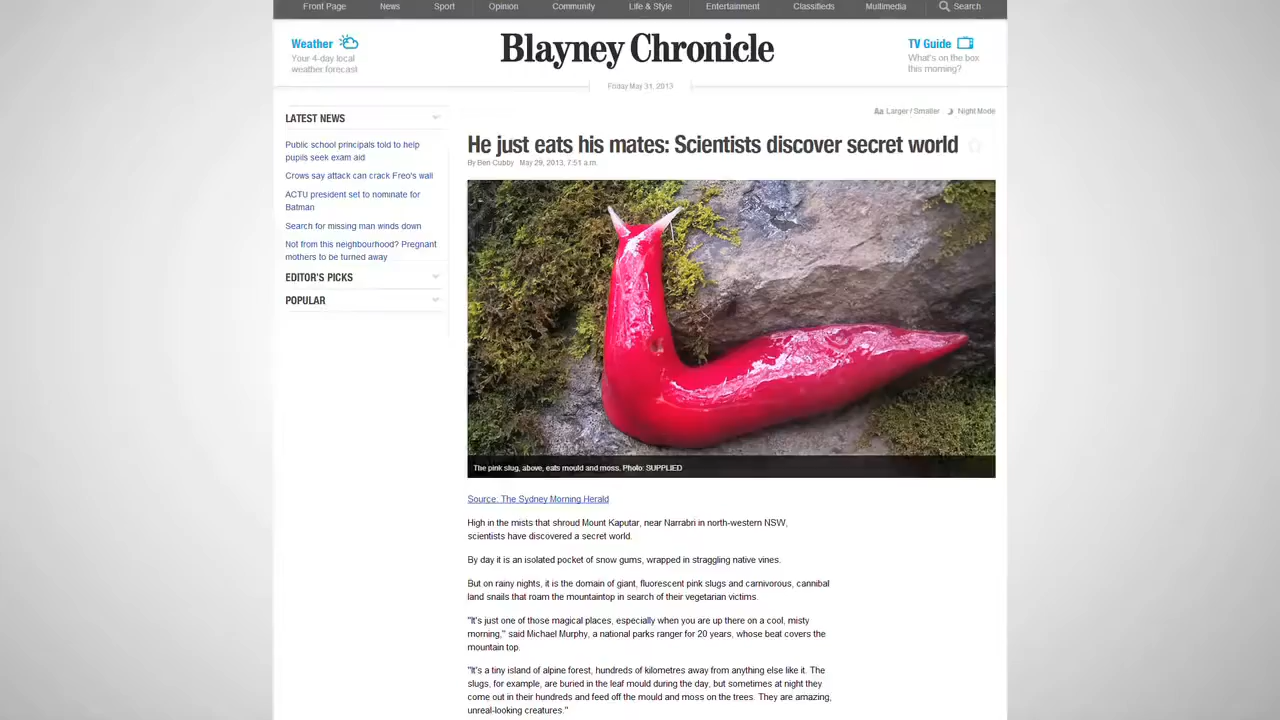 Front Page News Sport Opinion Community Life & Style Entertainment Classifieds Multimedia Search
Weather
Your 4-day local
weather forecast
Blayney Chronicle
TV Guide
What's on the box
this morning?
Friday May 31, 2013
LATEST NEWS
Public school principals told to help
pupils seek exam aid
Crows say attack can crack Freo's wall
ACTU president set to nominate for
Batman
Search for missing man winds down
Not from this neighbourhood? Pregnant
mothers to be turned away
EDITOR'S PICKS
POPULAR
Aa Larger / Smaller Night Mode
He just eats his mates: Scientists discover secret world
By Ben Cubby May 29, 2013, 7:51 a.m.
The pink slug, above, eats mould and moss. Photo: SUPPLIED
Source: The Sydney Morning Herald
High in the mists that shroud Mount Kaputar, near Narrabri in north-western NSW,
scientists have discovered a secret world.
By day it is an isolated pocket of snow gums, wrapped in straggling native vines.
But on rainy nights, it is the domain of giant, fluorescent pink slugs and carnivorous, cannibal
land snails that roam the mountaintop in search of their vegetarian victims.
"It's just one of those magical places, especially when you are up there on a cool, misty
morning," said Michael Murphy, a national parks ranger for 20 years, whose beat covers the
mountain top.
"It's a tiny island of alpine forest, hundreds of kilometres away from anything else like it. The
slugs, for example, are buried in the leaf mould during the day, but sometimes at night they
come out in their hundreds and feed off the mould and moss on the trees. They are amazing,
unreal-looking creatures."